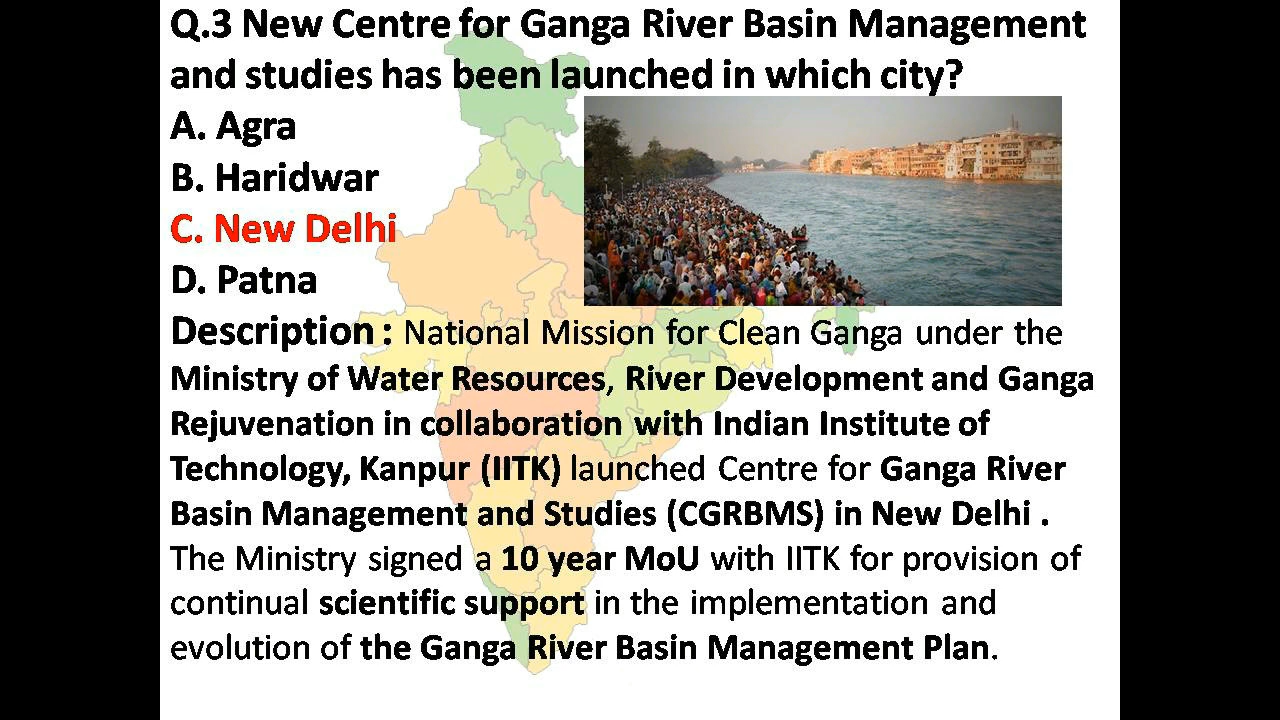 Q.3 New Centre for Ganga River Basin Management
and studies has been launched in which city?
A. Agra
B. Haridwar
C. New Delhi
D. Patna
Description : National Mission for Clean Ganga under the
Ministry of Water Resources, River Development and Ganga
Rejuvenation in collaboration with Indian Institute of
Technology, Kanpur (IITK) launched Centre for Ganga River
Basin Management and Studies (CGRBMS) in New Delhi .
The Ministry signed a 10 year MoU with IITK for provision of
continual scientific support in the implementation and
evolution of the Ganga River Basin Management Plan.